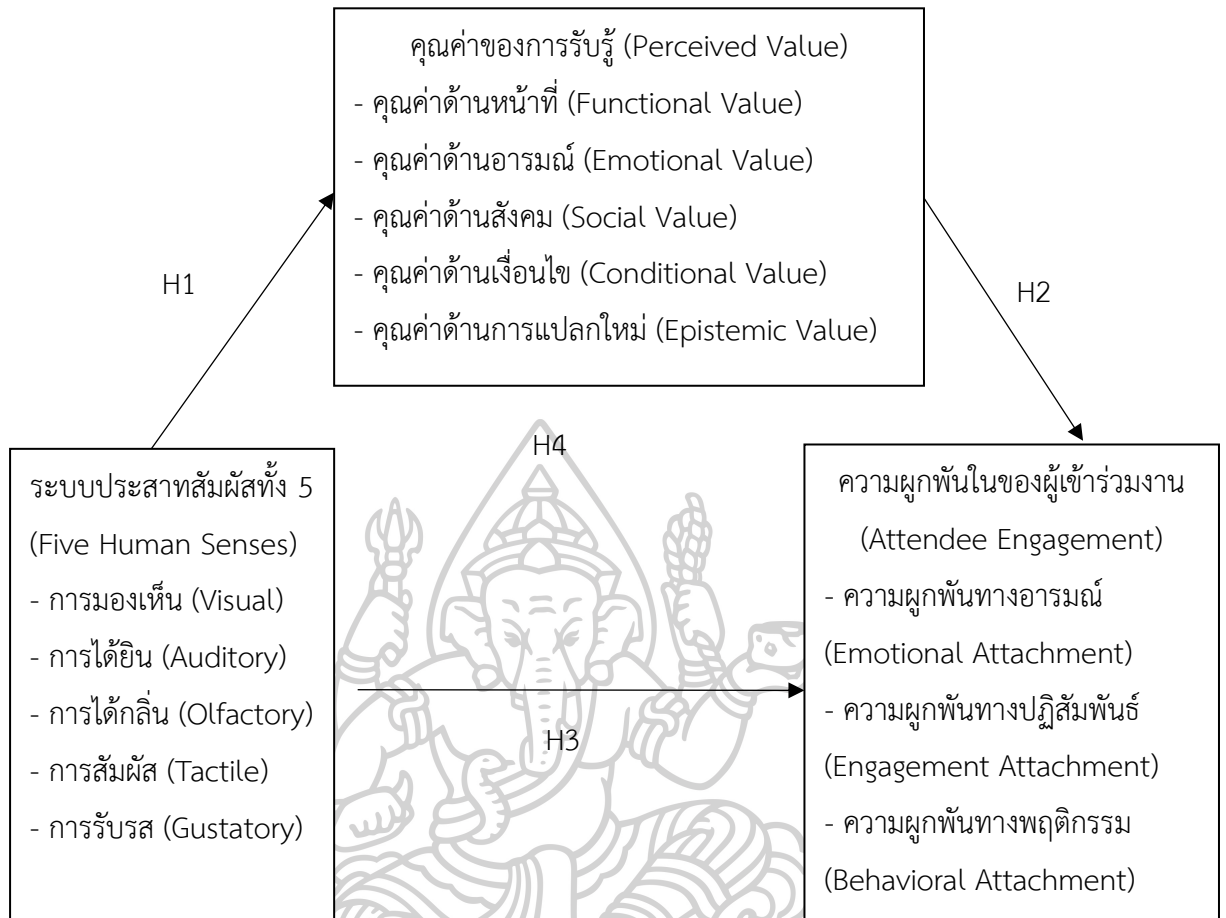 คุณค่าของการรับรู้ (Perceived Value)
- คุณค่าด้านหน้าที่ (Functional Value)
- คุณค่าด้านอารมณ์ (Emotional Value)
- คุณค่าด้านสังคม (Social Value)
- คุณค่าด้านเงื่อนไข (Conditional Value)
- คุณค่าด้านการแปลกใหม่ (Epistemic Value)
H1
H2
H4
ระบบประสาทสัมผัสทั้ง 5
(Five Human Senses)
- การมองเห็น (Visual)
- การได้ยิน (Auditory)
- การได้กลิ่น (Olfactory)
- การสัมผัส (Tactile)
- การรับรส (Gustatory)
H3
ความผูกพันในของผู้เข้าร่วมงาน
(Attendee Engagement)
- ความผูกพันทางอารมณ์
(Emotional Attachment)
- ความผูกพันทางปฏิสัมพันธ์
(Engagement Attachment)
- ความผูกพันทางพฤติกรรม
(Behavioral Attachment)